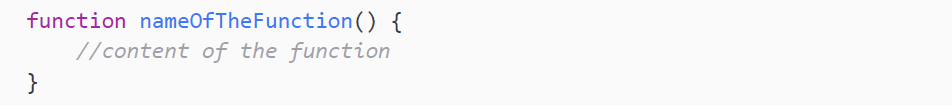 function nameOfTheFunction() {
    //content of the function
}